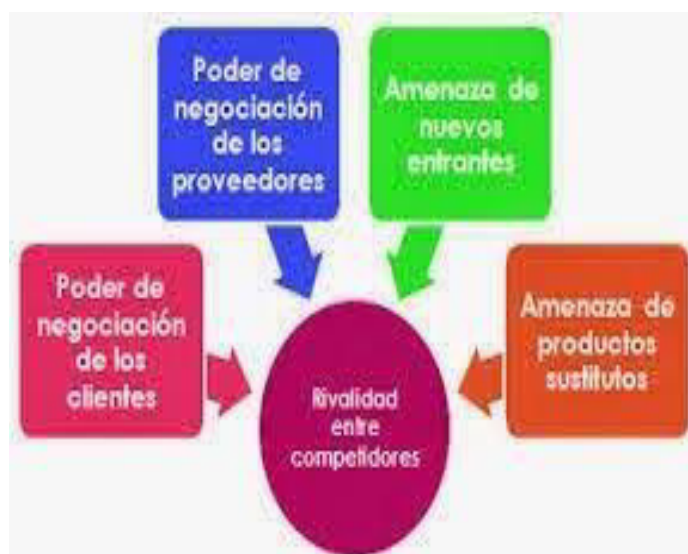 Poder de
negociación
de los
proveedores
Amenaza de
nuevos
entrantes
Poder de
negociación
de los
clientes
Amenaza de
productos
sustitutos
Rivalidad
entre
competidores